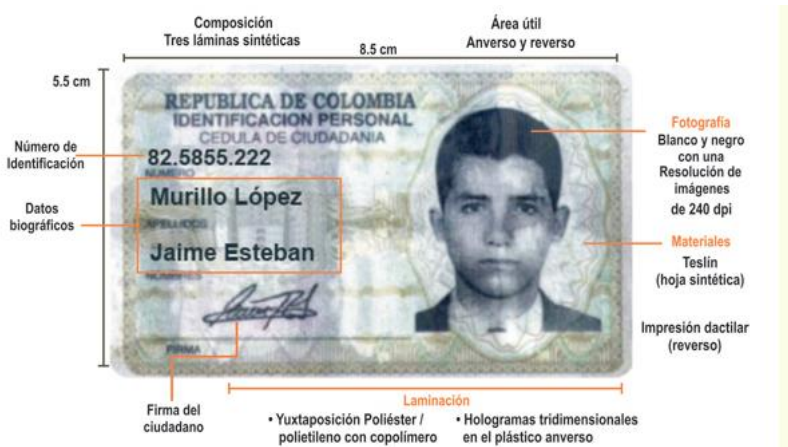 Composición
Tres láminas sintéticas
Área útil
Anverso y reverso
8.5 cm
5.5 cm
REPUBLICA DE COLOMBIA
IDENTIFICACION PERSONAL
CEDULA DE CIUDADANIA
Número de
Identificación
82.5855.222
NUMERO
Datos
biográficos
Murillo López
APELLIDOS
Jaime Esteban
NOMBRES
FIRMA
Fotografía
Blanco y negro
con una
Resolución de
imágenes
de 240 dpi
Materiales
Teslín
(hoja sintética)
Impresión dactilar
(reverso)
Firma del
ciudadano
Laminación
• Yuxtaposición Poliéster /
polietileno con copolímero
• Hologramas tridimensionales
en el plástico anverso